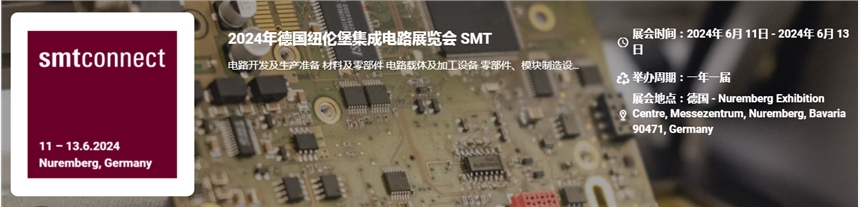 smtconnect
11 – 13.6.2024
Nuremberg, Germany
2024年德国纽伦堡集成电路展览会 SMT
电路开发及生产准备 材料及零部件 电路载体及加工设备 零部件、模块制造设...
展会时间：2024年 6月 11日 - 2024年 6月 13
日
举办周期：一年一届
展会地点：德国 - Nuremberg Exhibition
Centre, Messezentrum, Nuremberg, Bavaria
90471, Germany